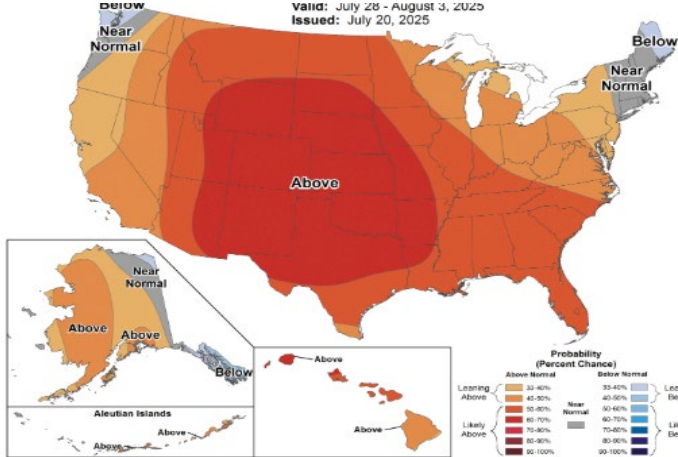 Below
Valid: July 28 - August 3, 2025
Issued: July 20, 2025
Near
Normal
Below
Near
Normal
Above
Near
Normal
Above
Above
Below
Aleutian Islands
Above
Above
Above
Above
Probability
(Percent Chance)
Above Normal
Below Normal
Leaning
Above
33-40%
40-50%
Likely
Above
50-60%
60-70%
70-80%
80-90%
90-100%
Near
Normal
33-40%
40-50%
50-60%
60-70%
70-80%
80-90%
90-100%
Be
Likel
Be